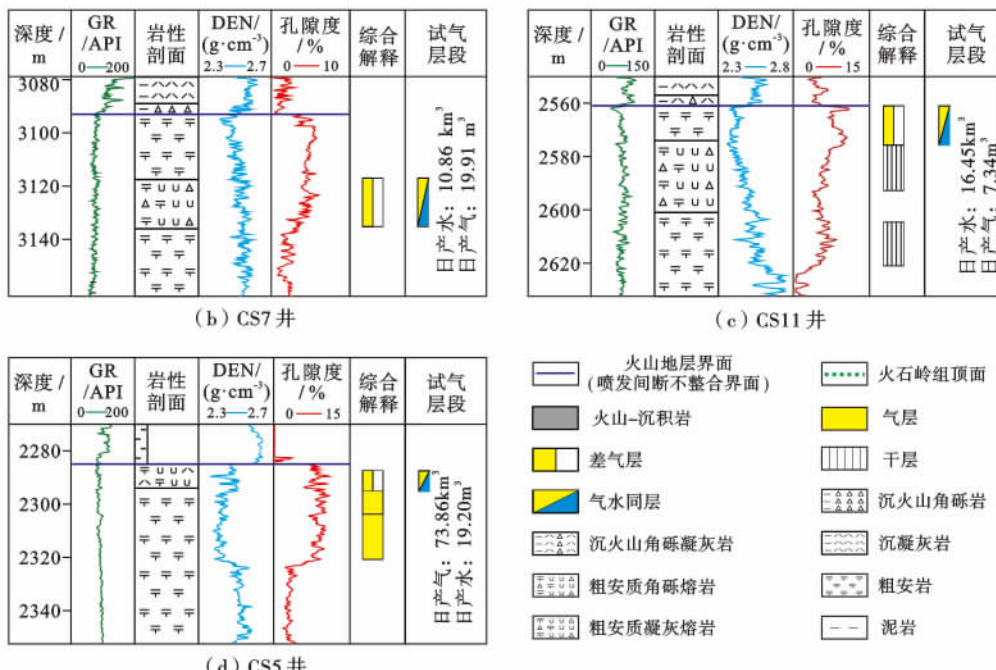 深度/
m
GR
/API
0 200
岩性
剖面
DEN/
(g·cm⁻³)
2.3 2.7
孔隙度
/%
0 10
综合
解释
试气
层段
3080
3100
3120
3140
日产水：10.86 km³
日产气：19.91 m³
(b) CS7 井
深度/
m
GR
/API
0 150
岩性
剖面
DEN/
(g·cm⁻³)
2.3 2.8
孔隙度
/%
0 15
综合
解释
试气
层段
2560
2580
2600
2620
日产水：16.45km³
日产气：7.34m³
(c) CS11 井
深度/
m
GR
/API
0 200
岩性
剖面
DEN/
(g·cm⁻³)
2.3 2.7
孔隙度
/%
0 15
综合
解释
试气
层段
2280
2300
2320
2340
日产气：73.86km³
日产水：19.20m³
(d) CS5 井
火山地层界面
(喷发间断不整合界面)
火石岭组顶面
火山-沉积岩
气层
差气层
干层
气水同层
沉火山角砾岩
沉火山角砾凝灰岩
沉凝灰岩
粗安质角砾熔岩
粗安岩
粗安质凝灰熔岩
泥岩